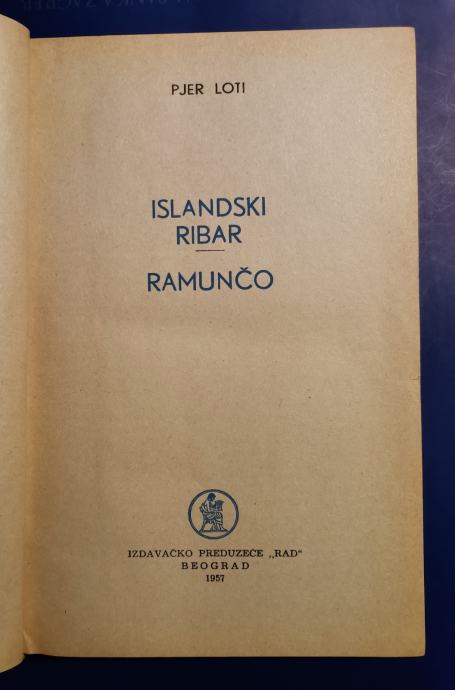 PJER LOTI
ISLANDSKI
RIBAR
RAMUNČO
IZDAVAČKO PREDUZEĆE „RAD“
BEOGRAD
1957